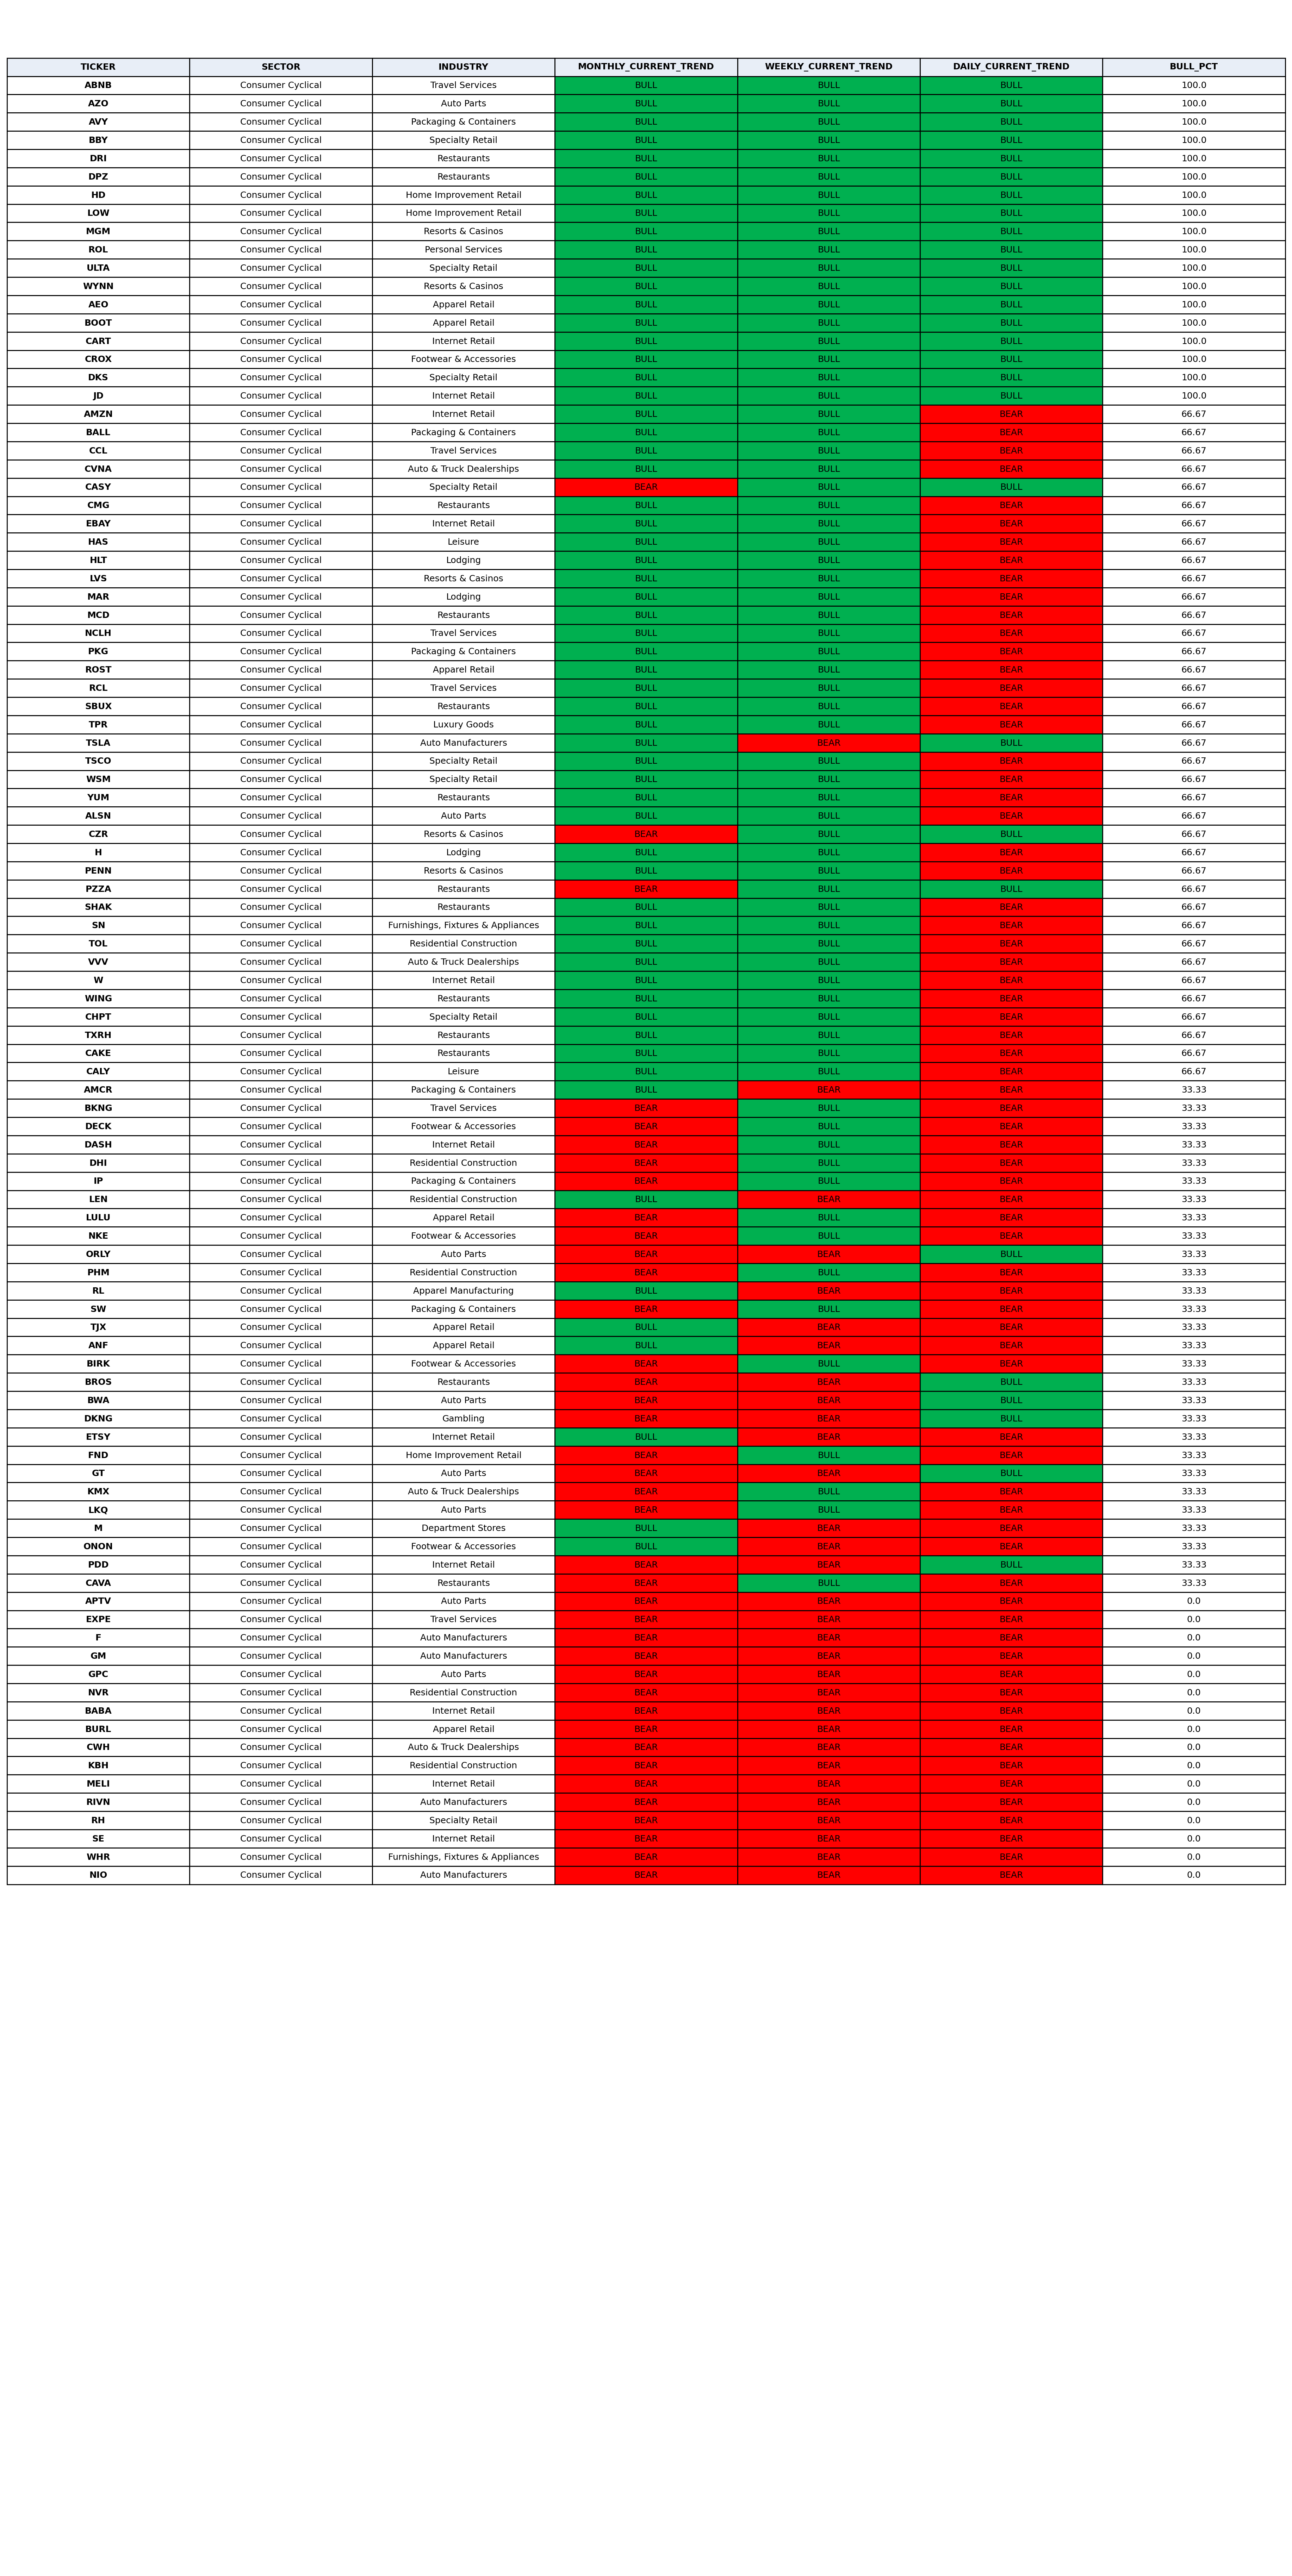 TICKER SECTOR INDUSTRY MONTHLY_CURRENT_TREND WEEKLY_CURRENT_TREND DAILY_CURRENT_TREND BULL_PCT
ABNB Consumer Cyclical Travel Services BULL BULL BULL 100.0
AZO Consumer Cyclical Auto Parts BULL BULL BULL 100.0
AVY Consumer Cyclical Packaging & Containers BULL BULL BULL 100.0
BBY Consumer Cyclical Specialty Retail BULL BULL BULL 100.0
DRI Consumer Cyclical Restaurants BULL BULL BULL 100.0
DPZ Consumer Cyclical Restaurants BULL BULL BULL 100.0
HD Consumer Cyclical Home Improvement Retail BULL BULL BULL 100.0
LOW Consumer Cyclical Home Improvement Retail BULL BULL BULL 100.0
MGM Consumer Cyclical Resorts & Casinos BULL BULL BULL 100.0
ROL Consumer Cyclical Personal Services BULL BULL BULL 100.0
ULTA Consumer Cyclical Specialty Retail BULL BULL BULL 100.0
WYNN Consumer Cyclical Resorts & Casinos BULL BULL BULL 100.0
AEO Consumer Cyclical Apparel Retail BULL BULL BULL 100.0
BOOT Consumer Cyclical Apparel Retail BULL BULL BULL 100.0
CART Consumer Cyclical Internet Retail BULL BULL BULL 100.0
CROX Consumer Cyclical Footwear & Accessories BULL BULL BULL 100.0
DKS Consumer Cyclical Specialty Retail BULL BULL BULL 100.0
JD Consumer Cyclical Internet Retail BULL BULL BULL 100.0
AMZN Consumer Cyclical Internet Retail BULL BULL BEAR 66.67
BALL Consumer Cyclical Packaging & Containers BULL BULL BEAR 66.67
CCL Consumer Cyclical Travel Services BULL BULL BEAR 66.67
CVNA Consumer Cyclical Auto & Truck Dealerships BULL BULL BEAR 66.67
CASY Consumer Cyclical Specialty Retail BEAR BULL BULL 66.67
CMG Consumer Cyclical Restaurants BULL BULL BEAR 66.67
EBAY Consumer Cyclical Internet Retail BULL BULL BEAR 66.67
HAS Consumer Cyclical Leisure BULL BULL BEAR 66.67
HLT Consumer Cyclical Lodging BULL BULL BEAR 66.67
LVS Consumer Cyclical Resorts & Casinos BULL BULL BEAR 66.67
MAR Consumer Cyclical Lodging BULL BULL BEAR 66.67
MCD Consumer Cyclical Restaurants BULL BULL BEAR 66.67
NCLH Consumer Cyclical Travel Services BULL BULL BEAR 66.67
PKG Consumer Cyclical Packaging & Containers BULL BULL BEAR 66.67
ROST Consumer Cyclical Apparel Retail BULL BULL BEAR 66.67
RCL Consumer Cyclical Travel Services BULL BULL BEAR 66.67
SBUX Consumer Cyclical Restaurants BULL BULL BEAR 66.67
TPR Consumer Cyclical Luxury Goods BULL BULL BEAR 66.67
TSLA Consumer Cyclical Auto Manufacturers BULL BEAR BULL 66.67
TSCO Consumer Cyclical Specialty Retail BULL BULL BEAR 66.67
WSM Consumer Cyclical Specialty Retail BULL BULL BEAR 66.67
YUM Consumer Cyclical Restaurants BULL BULL BEAR 66.67
ALSN Consumer Cyclical Auto Parts BULL BULL BEAR 66.67
CZR Consumer Cyclical Resorts & Casinos BEAR BULL BULL 66.67
H Consumer Cyclical Lodging BULL BULL BEAR 66.67
PENN Consumer Cyclical Resorts & Casinos BULL BULL BEAR 66.67
PZZA Consumer Cyclical Restaurants BEAR BULL BULL 66.67
SHAK Consumer Cyclical Restaurants BULL BULL BEAR 66.67
SN Consumer Cyclical Furnishings, Fixtures & Appliances BULL BULL BEAR 66.67
TOL Consumer Cyclical Residential Construction BULL BULL BEAR 66.67
VVV Consumer Cyclical Auto & Truck Dealerships BULL BULL BEAR 66.67
W Consumer Cyclical Internet Retail BULL BULL BEAR 66.67
WING Consumer Cyclical Restaurants BULL BULL BEAR 66.67
CHPT Consumer Cyclical Specialty Retail BULL BULL BEAR 66.67
TXRH Consumer Cyclical Restaurants BULL BULL BEAR 66.67
CAKE Consumer Cyclical Restaurants BULL BULL BEAR 66.67
CALY Consumer Cyclical Leisure BULL BULL BEAR 66.67
AMCR Consumer Cyclical Packaging & Containers BULL BEAR BEAR 33.33
BKNG Consumer Cyclical Travel Services BEAR BULL BEAR 33.33
DECK Consumer Cyclical Footwear & Accessories BEAR BULL BEAR 33.33
DASH Consumer Cyclical Internet Retail BEAR BULL BEAR 33.33
DHI Consumer Cyclical Residential Construction BEAR BULL BEAR 33.33
IP Consumer Cyclical Packaging & Containers BEAR BULL BEAR 33.33
LEN Consumer Cyclical Residential Construction BULL BEAR BEAR 33.33
LULU Consumer Cyclical Apparel Retail BEAR BULL BEAR 33.33
NKE Consumer Cyclical Footwear & Accessories BEAR BULL BEAR 33.33
ORLY Consumer Cyclical Auto Parts BEAR BEAR BULL 33.33
PHM Consumer Cyclical Residential Construction BEAR BULL BEAR 33.33
RL Consumer Cyclical Apparel Manufacturing BULL BEAR BEAR 33.33
SW Consumer Cyclical Packaging & Containers BEAR BULL BEAR 33.33
TJX Consumer Cyclical Apparel Retail BULL BEAR BEAR 33.33
ANF Consumer Cyclical Apparel Retail BULL BEAR BEAR 33.33
BIRK Consumer Cyclical Footwear & Accessories BEAR BULL BEAR 33.33
BROS Consumer Cyclical Restaurants BEAR BEAR BULL 33.33
BWA Consumer Cyclical Auto Parts BEAR BEAR BULL 33.33
DKNG Consumer Cyclical Gambling BEAR BEAR BULL 33.33
ETSY Consumer Cyclical Internet Retail BULL BEAR BEAR 33.33
FND Consumer Cyclical Home Improvement Retail BEAR BULL BEAR 33.33
GT Consumer Cyclical Auto Parts BEAR BEAR BULL 33.33
KMX Consumer Cyclical Auto & Truck Dealerships BEAR BULL BEAR 33.33
LKQ Consumer Cyclical Auto Parts BEAR BULL BEAR 33.33
M Consumer Cyclical Department Stores BULL BEAR BEAR 33.33
ONON Consumer Cyclical Footwear & Accessories BULL BEAR BEAR 33.33
PDD Consumer Cyclical Internet Retail BEAR BEAR BULL 33.33
CAVA Consumer Cyclical Restaurants BEAR BULL BEAR 33.33
APTV Consumer Cyclical Auto Parts BEAR BEAR BEAR 0.0
EXPE Consumer Cyclical Travel Services BEAR BEAR BEAR 0.0
F Consumer Cyclical Auto Manufacturers BEAR BEAR BEAR 0.0
GM Consumer Cyclical Auto Manufacturers BEAR BEAR BEAR 0.0
GPC Consumer Cyclical Auto Parts BEAR BEAR BEAR 0.0
NVR Consumer Cyclical Residential Construction BEAR BEAR BEAR 0.0
BABA Consumer Cyclical Internet Retail BEAR BEAR BEAR 0.0
BURL Consumer Cyclical Apparel Retail BEAR BEAR BEAR 0.0
CWH Consumer Cyclical Auto & Truck Dealerships BEAR BEAR BEAR 0.0
KBH Consumer Cyclical Residential Construction BEAR BEAR BEAR 0.0
MELI Consumer Cyclical Internet Retail BEAR BEAR BEAR 0.0
RIVN Consumer Cyclical Auto Manufacturers BEAR BEAR BEAR 0.0
RH Consumer Cyclical Specialty Retail BEAR BEAR BEAR 0.0
SE Consumer Cyclical Internet Retail BEAR BEAR BEAR 0.0
WHR Consumer Cyclical Furnishings, Fixtures & Appliances BEAR BEAR BEAR 0.0
NIO Consumer Cyclical Auto Manufacturers BEAR BEAR BEAR 0.0